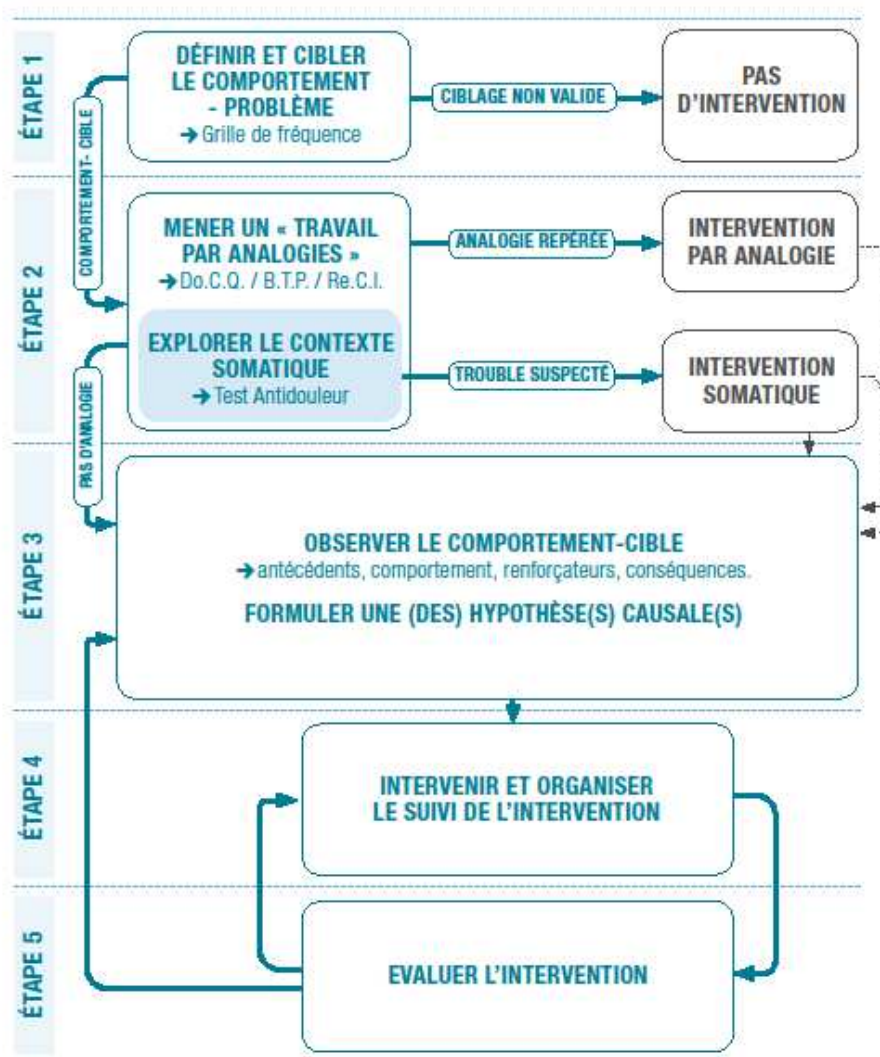 ÉTAPE 1
DÉFINIR ET CIBLER
LE COMPORTEMENT
- PROBLÈME
➔ Grille de fréquence
CIBLAGE NON VALIDE
PAS
D'INTERVENTION
COMPORTEMENT- CIBLE
ÉTAPE 2
MENER UN « TRAVAIL
PAR ANALOGIES »
➔ Do.C.Q. / B.T.P. / Re.C.I.
ANALOGIE REPÉRÉE
INTERVENTION
PAR ANALOGIE
EXPLORER LE CONTEXTE
SOMATIQUE
➔ Test Antidouleur
TROUBLE SUSPECTÉ
INTERVENTION
SOMATIQUE
PAS D'ANALOGIE
ÉTAPE 3
OBSERVER LE COMPORTEMENT-CIBLE
➔ antécédents, comportement, renforçateurs, conséquences.
FORMULER UNE (DES) HYPOTHÈSE(S) CAUSALE(S)
ÉTAPE 4
INTERVENIR ET ORGANISER
LE SUIVI DE L'INTERVENTION
ÉTAPE 5
EVALUER L'INTERVENTION